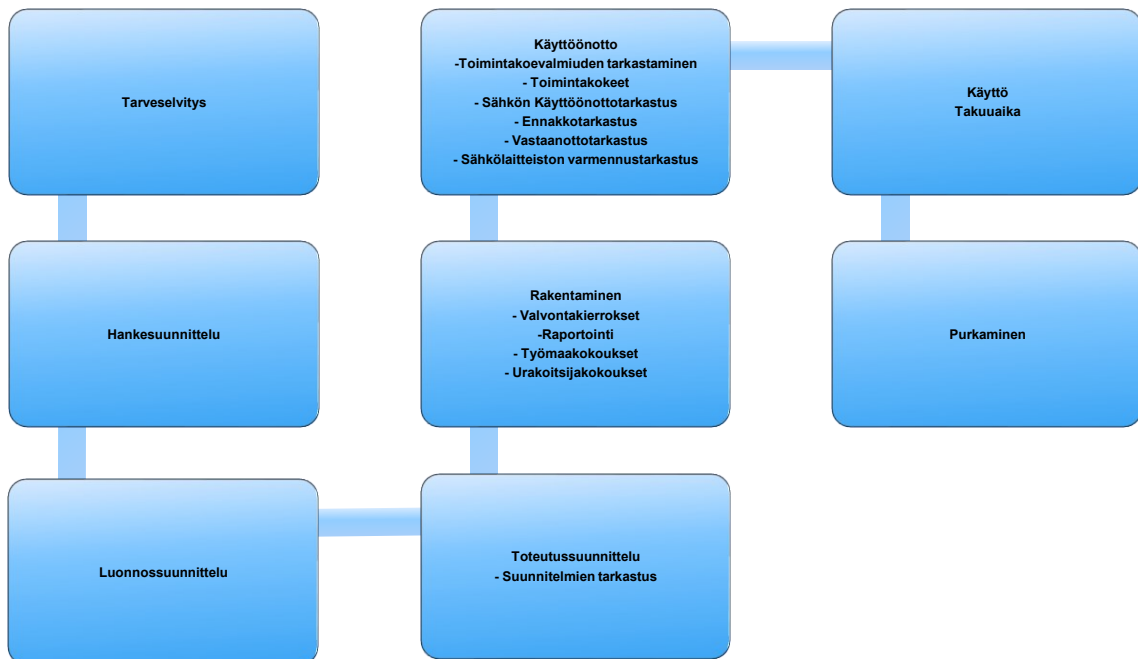 Tarveselvitys
Hankesuunnittelu
Luonnossuunnittelu
Toteutussuunnittelu
- Suunnitelmien tarkastus
Rakentaminen
- Valvontakierrokset
-Raportointi
- Työmaakokoukset
- Urakoitsijakokoukset
Käyttöönotto
-Toimintakoevalmiuden tarkastaminen
- Toimintakokeet
- Sähkön Käyttöönottotarkastus
- Ennakkotarkastus
- Vastaanottotarkastus
- Sähkölaitteiston varmennustarkastus
Käyttö
Takuuaika
Purkaminen